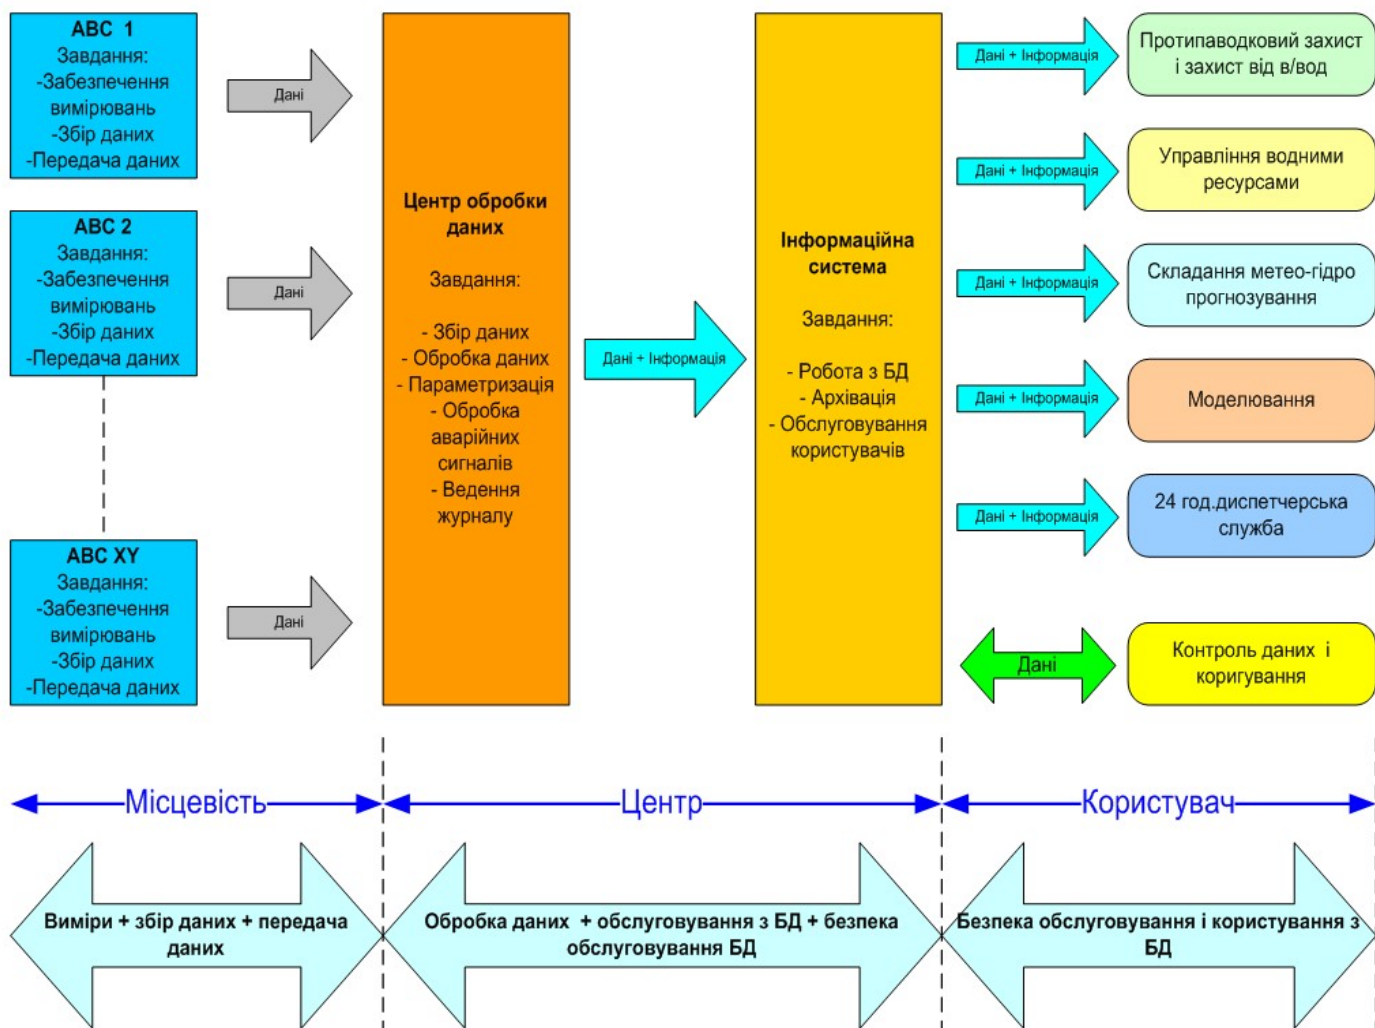 АВС 1
Завдання:
-Забезпечення
вимірювань
-Збір даних
-Передача даних
Дані
АВС 2
Завдання:
-Забезпечення
вимірювань
-Збір даних
-Передача даних
Дані
АВС XY
Завдання:
-Забезпечення
вимірювань
-Збір даних
-Передача даних
Дані
Центр обробки
даних
Завдання:
- Збір даних
- Обробка даних
- Параметризація
- Обробка
аварійних
сигналів
- Ведення
журналу
Дані + Інформація
Інформаційна
система
Завдання:
- Робота з БД
- Архівація
- Обслуговування
користувачів
Дані + Інформація
Протипаводковий захист
і захист від в/вод
Дані + Інформація
Управління водними
ресурсами
Дані + Інформація
Складання метео-гідро
прогнозування
Дані + Інформація
Моделювання
Дані + Інформація
24 год.диспетчерська
служба
Дані
Контроль даних і
коригування
Місцевість
Центр
Користувач
Виміри + збір даних + передача
даних
Обробка даних + обслуговування з БД + безпека
обслуговування БД
Безпека обслуговування і користування з
БД